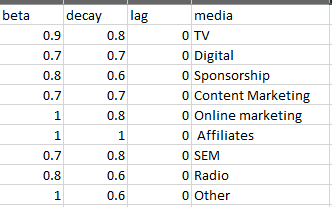 beta decay lag media
0.9 0.8 0 TV
0.7 0.7 0 Digital
0.8 0.6 0 Sponsorship
0.7 0.7 0 Content Marketing
1 0.8 0 Online marketing
1 1 0 Affiliates
0.7 0.8 0 SEM
0.8 0.6 0 Radio
1 0.6 0 Other